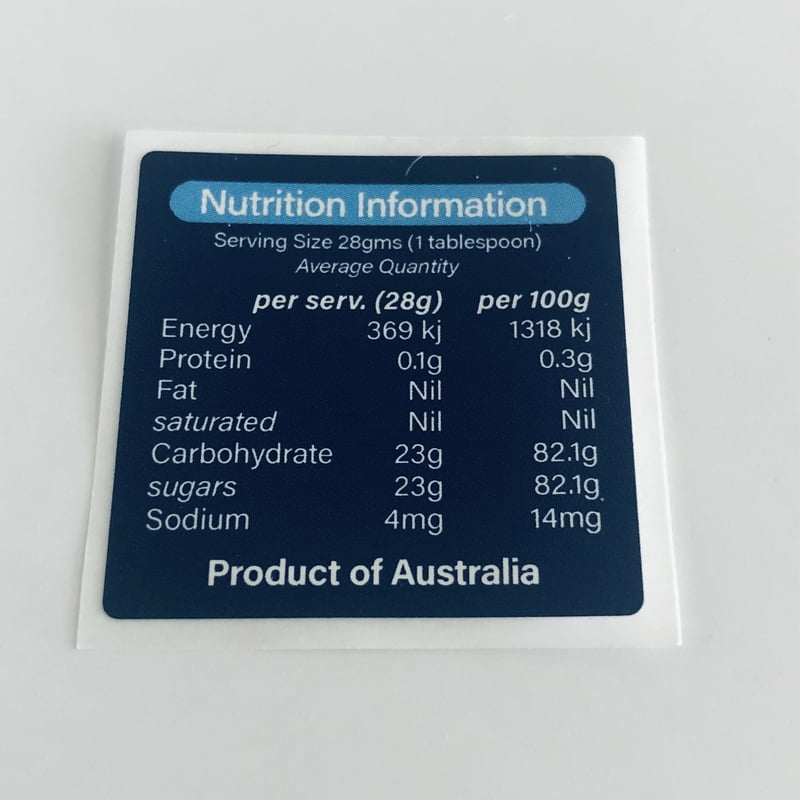 Nutrition Information
Serving Size 28gms (1 tablespoon)
Average Quantity
per serv. (28g) per 100g
Energy 369 kj 1318 kj
Protein 0.1g 0.3g
Fat Nil Nil
saturated Nil Nil
Carbohydrate 23g 82.1g
sugars 23g 82.1g
Sodium 4mg 14mg
Product of Australia